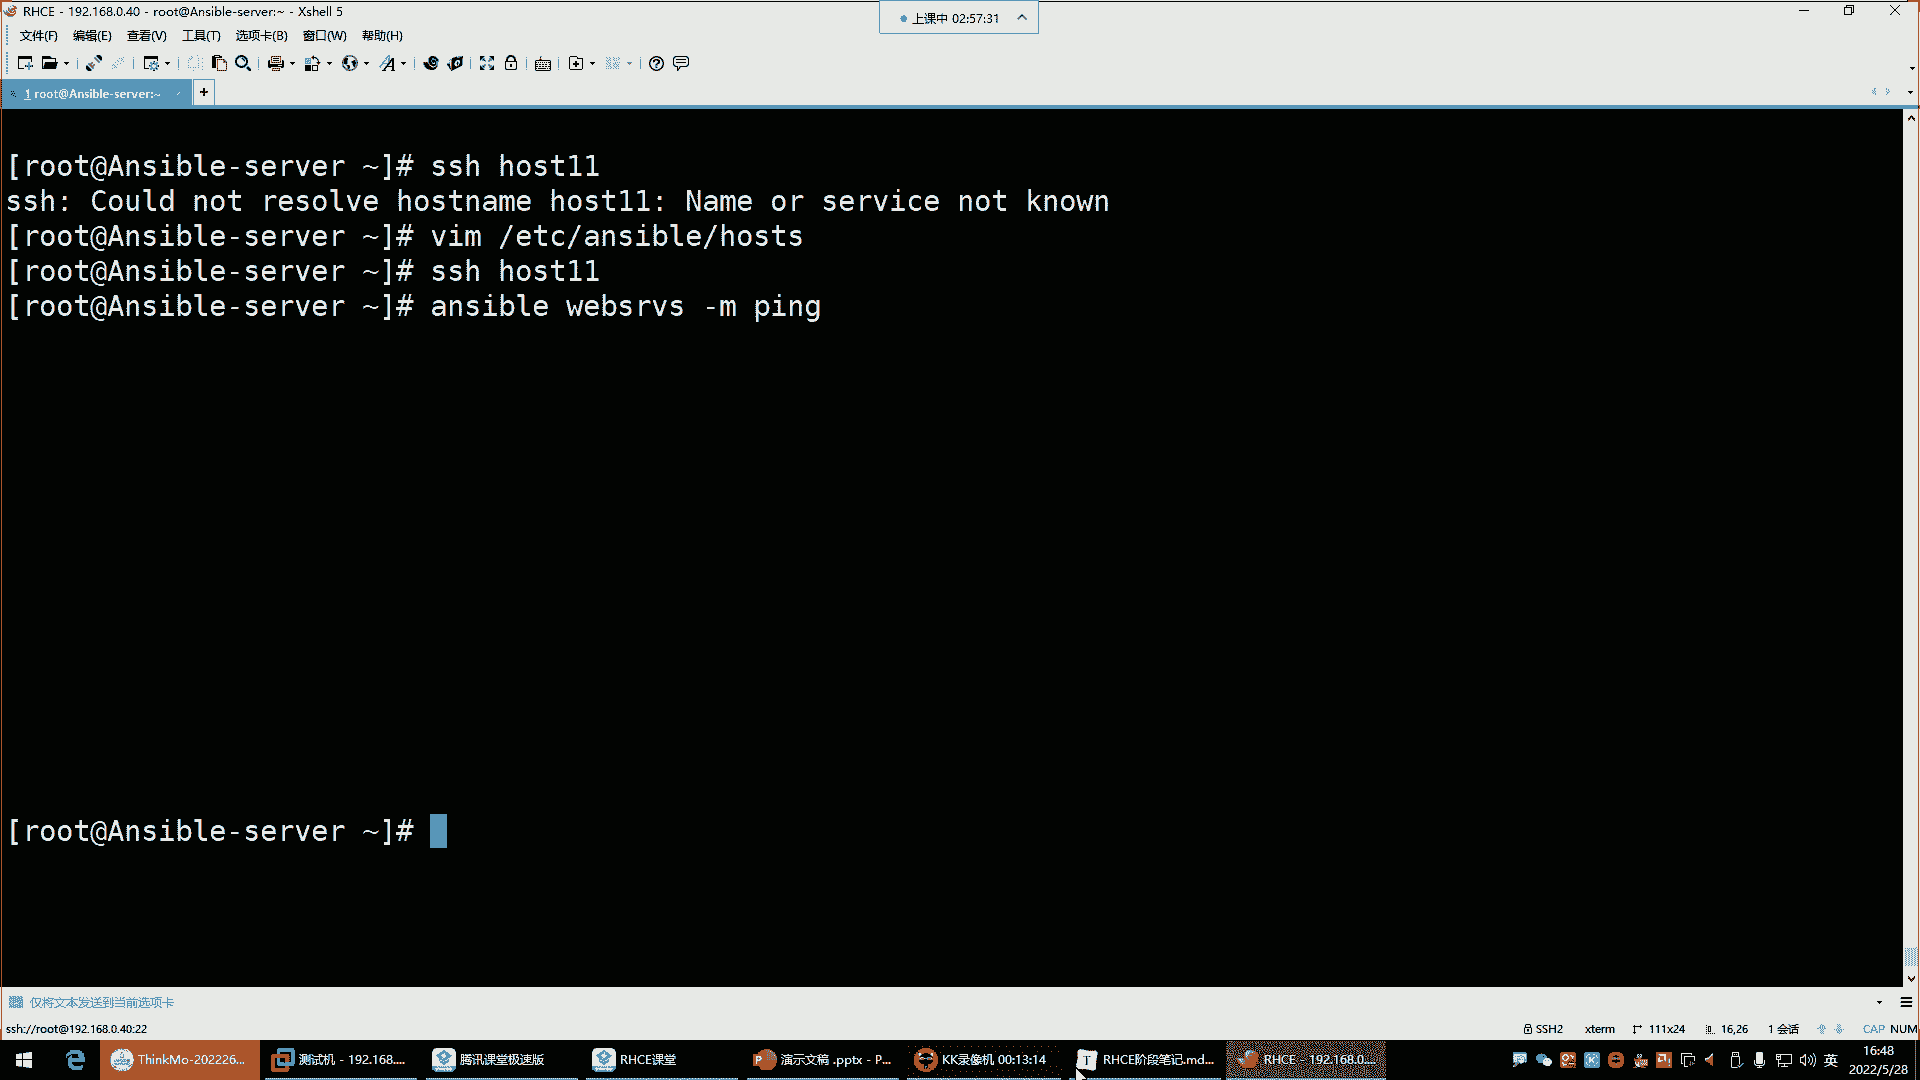 RHCE - 192.168.0.40 - root@Ansible-server:~ - Xshell 5
上课中 02:57:31
文件(F) 编辑(E) 查看(V) 工具(T) 选项卡(B) 窗口(W) 帮助(H)
1 root@Ansible-server:~
[root@Ansible-server ~]# ssh host11
ssh: Could not resolve hostname host11: Name or service not known
[root@Ansible-server ~]# vim /etc/ansible/hosts
[root@Ansible-server ~]# ssh host11
[root@Ansible-server ~]# ansible websrvs -m ping
[root@Ansible-server ~]#
仅将文本发送到当前选项卡
ssh://root@192.168.0.40:22 SSH2 xterm 111x24 16,26 1 会话 CAP NUM
ThinkMo-202226... 测试机 - 192.168.... 腾讯课堂极速版 RHCE课堂 演示文稿 .pptx - P... KK录像机 00:13:14 RHCE阶段笔记.md... RHCE - 192.168.0.... 英 16:48
2022/5/28